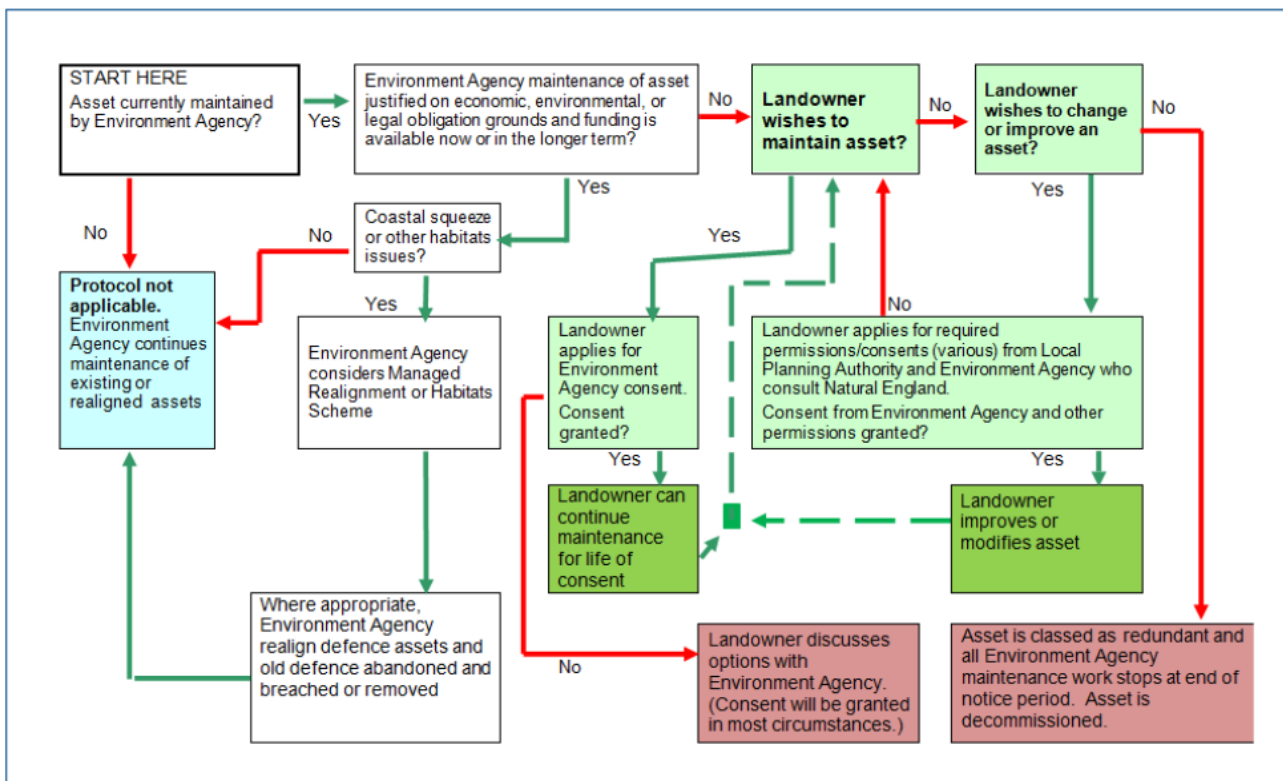 START HERE
Asset currently maintained
by Environment Agency?
Yes
Environment Agency maintenance of asset
justified on economic, environmental, or
legal obligation grounds and funding is
available now or in the longer term?
No
Landowner
wishes to
maintain asset?
No
Landowner
wishes to change
or improve an
asset?
No
Yes
Yes
No
Coastal squeeze
or other habitats
issues?
No
Yes
Protocol not
applicable.
Environment
Agency continues
maintenance of
existing or
realigned assets
Yes
No
Environment Agency
considers Managed
Realignment or Habitats
Scheme
Landowner
applies for
Environment
Agency consent.
Consent
granted?
Landowner applies for required
permissions/consents (various) from Local
Planning Authority and Environment Agency who
consult Natural England.
Consent from Environment Agency and other
permissions granted?
Yes
Yes
Landowner can
continue
maintenance
for life of
consent
Landowner
improves or
modifies asset
Where appropriate,
Environment Agency
realign defence assets and
old defence abandoned and
breached or removed
No
Landowner discusses
options with
Environment Agency.
(Consent will be granted
in most circumstances.)
Asset is classed as redundant and
all Environment Agency
maintenance work stops at end of
notice period. Asset is
decommissioned.